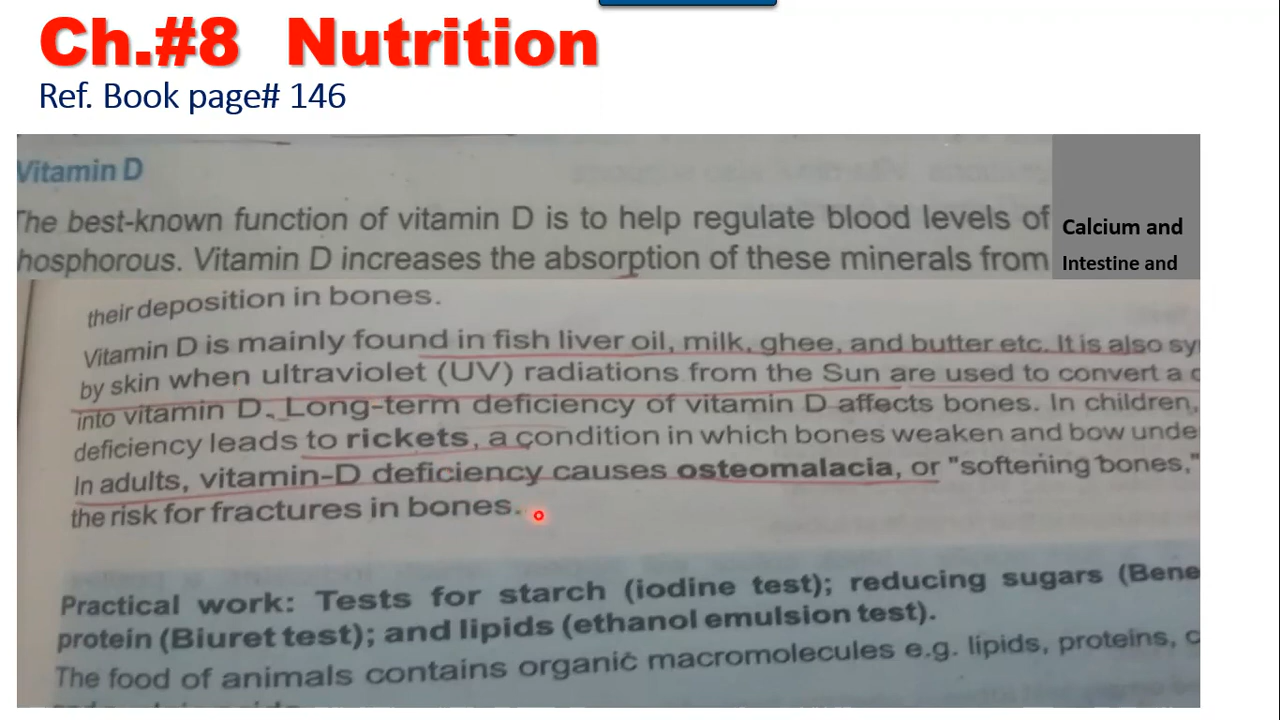 Ch.#8 Nutrition
Ref. Book page# 146
Vitamin D
The best-known function of vitamin D is to help regulate blood levels of Calcium and
hosphorous. Vitamin D increases the absorption of these minerals from Intestine and
their deposition in bones.
Vitamin D is mainly found in fish liver oil, milk, ghee, and butter etc. It is also sy
by skin when ultraviolet (UV) radiations from the Sun are used to convert a c
into vitamin D. Long-term deficiency of vitamin D affects bones. In children,
deficiency leads to rickets, a condition in which bones weaken and bow unde
In adults, vitamin-D deficiency causes osteomalacia, or "softening bones,"
the risk for fractures in bones.
Practical work: Tests for starch (iodine test); reducing sugars (Bene
protein (Biuret test); and lipids (ethanol emulsion test).
The food of animals contains organic macromolecules e.g. lipids, proteins, c